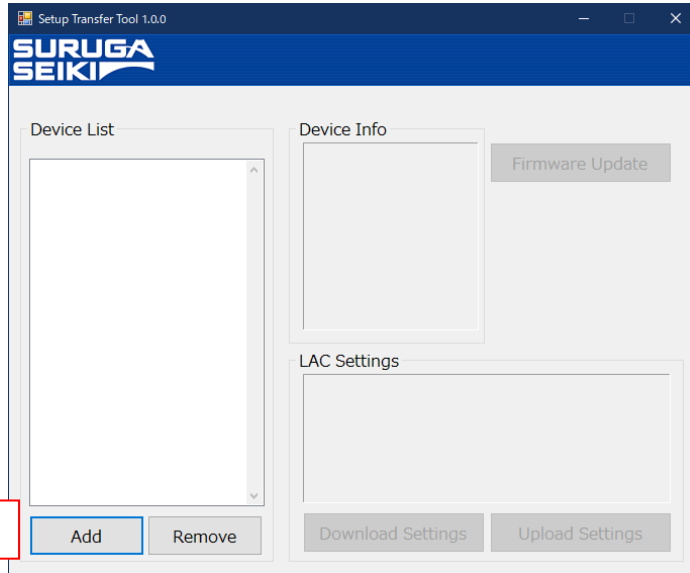 Setup Transfer Tool 1.0.0
SURUGA
SEIKI
Device List
Device Info
Firmware Update
LAC Settings
Add
Remove
Download Settings
Upload Settings